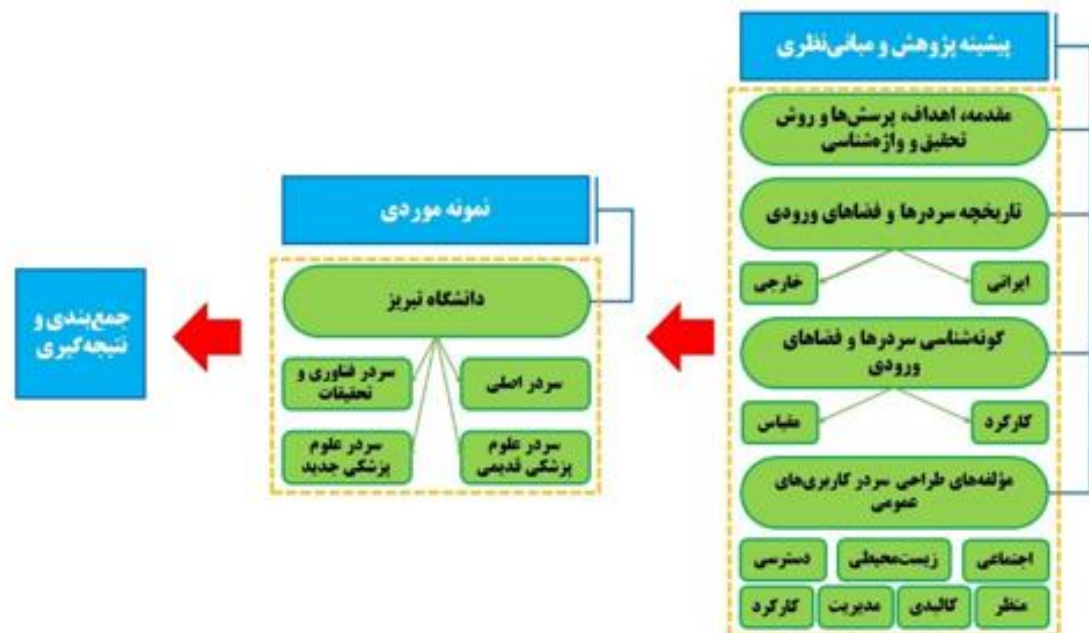 پیشینه پژوهش و مبانی‌نظری
مقدمه، اهداف، پرسش‌ها و روش
تحقیق و واژه‌شناسی
تاریخچه سردرها و فضاهای ورودی
ایرانی
خارجی
گونه‌شناسی سردرها و فضاهای
ورودی
کارکرد
مقیاس
مؤلفه‌های طراحی سردر کاربری‌های
عمومی
اجتماعی
زیست‌محیطی
دسترسی
منظر
کالبدی
مدیریت
کارکرد
نمونه موردی
دانشگاه تبریز
سردر اصلی
سردر فناوری و
تحقیقات
سردر علوم
پزشکی قدیمی
سردر علوم
پزشکی جدید
جمع‌بندی و
نتیجه‌گیری